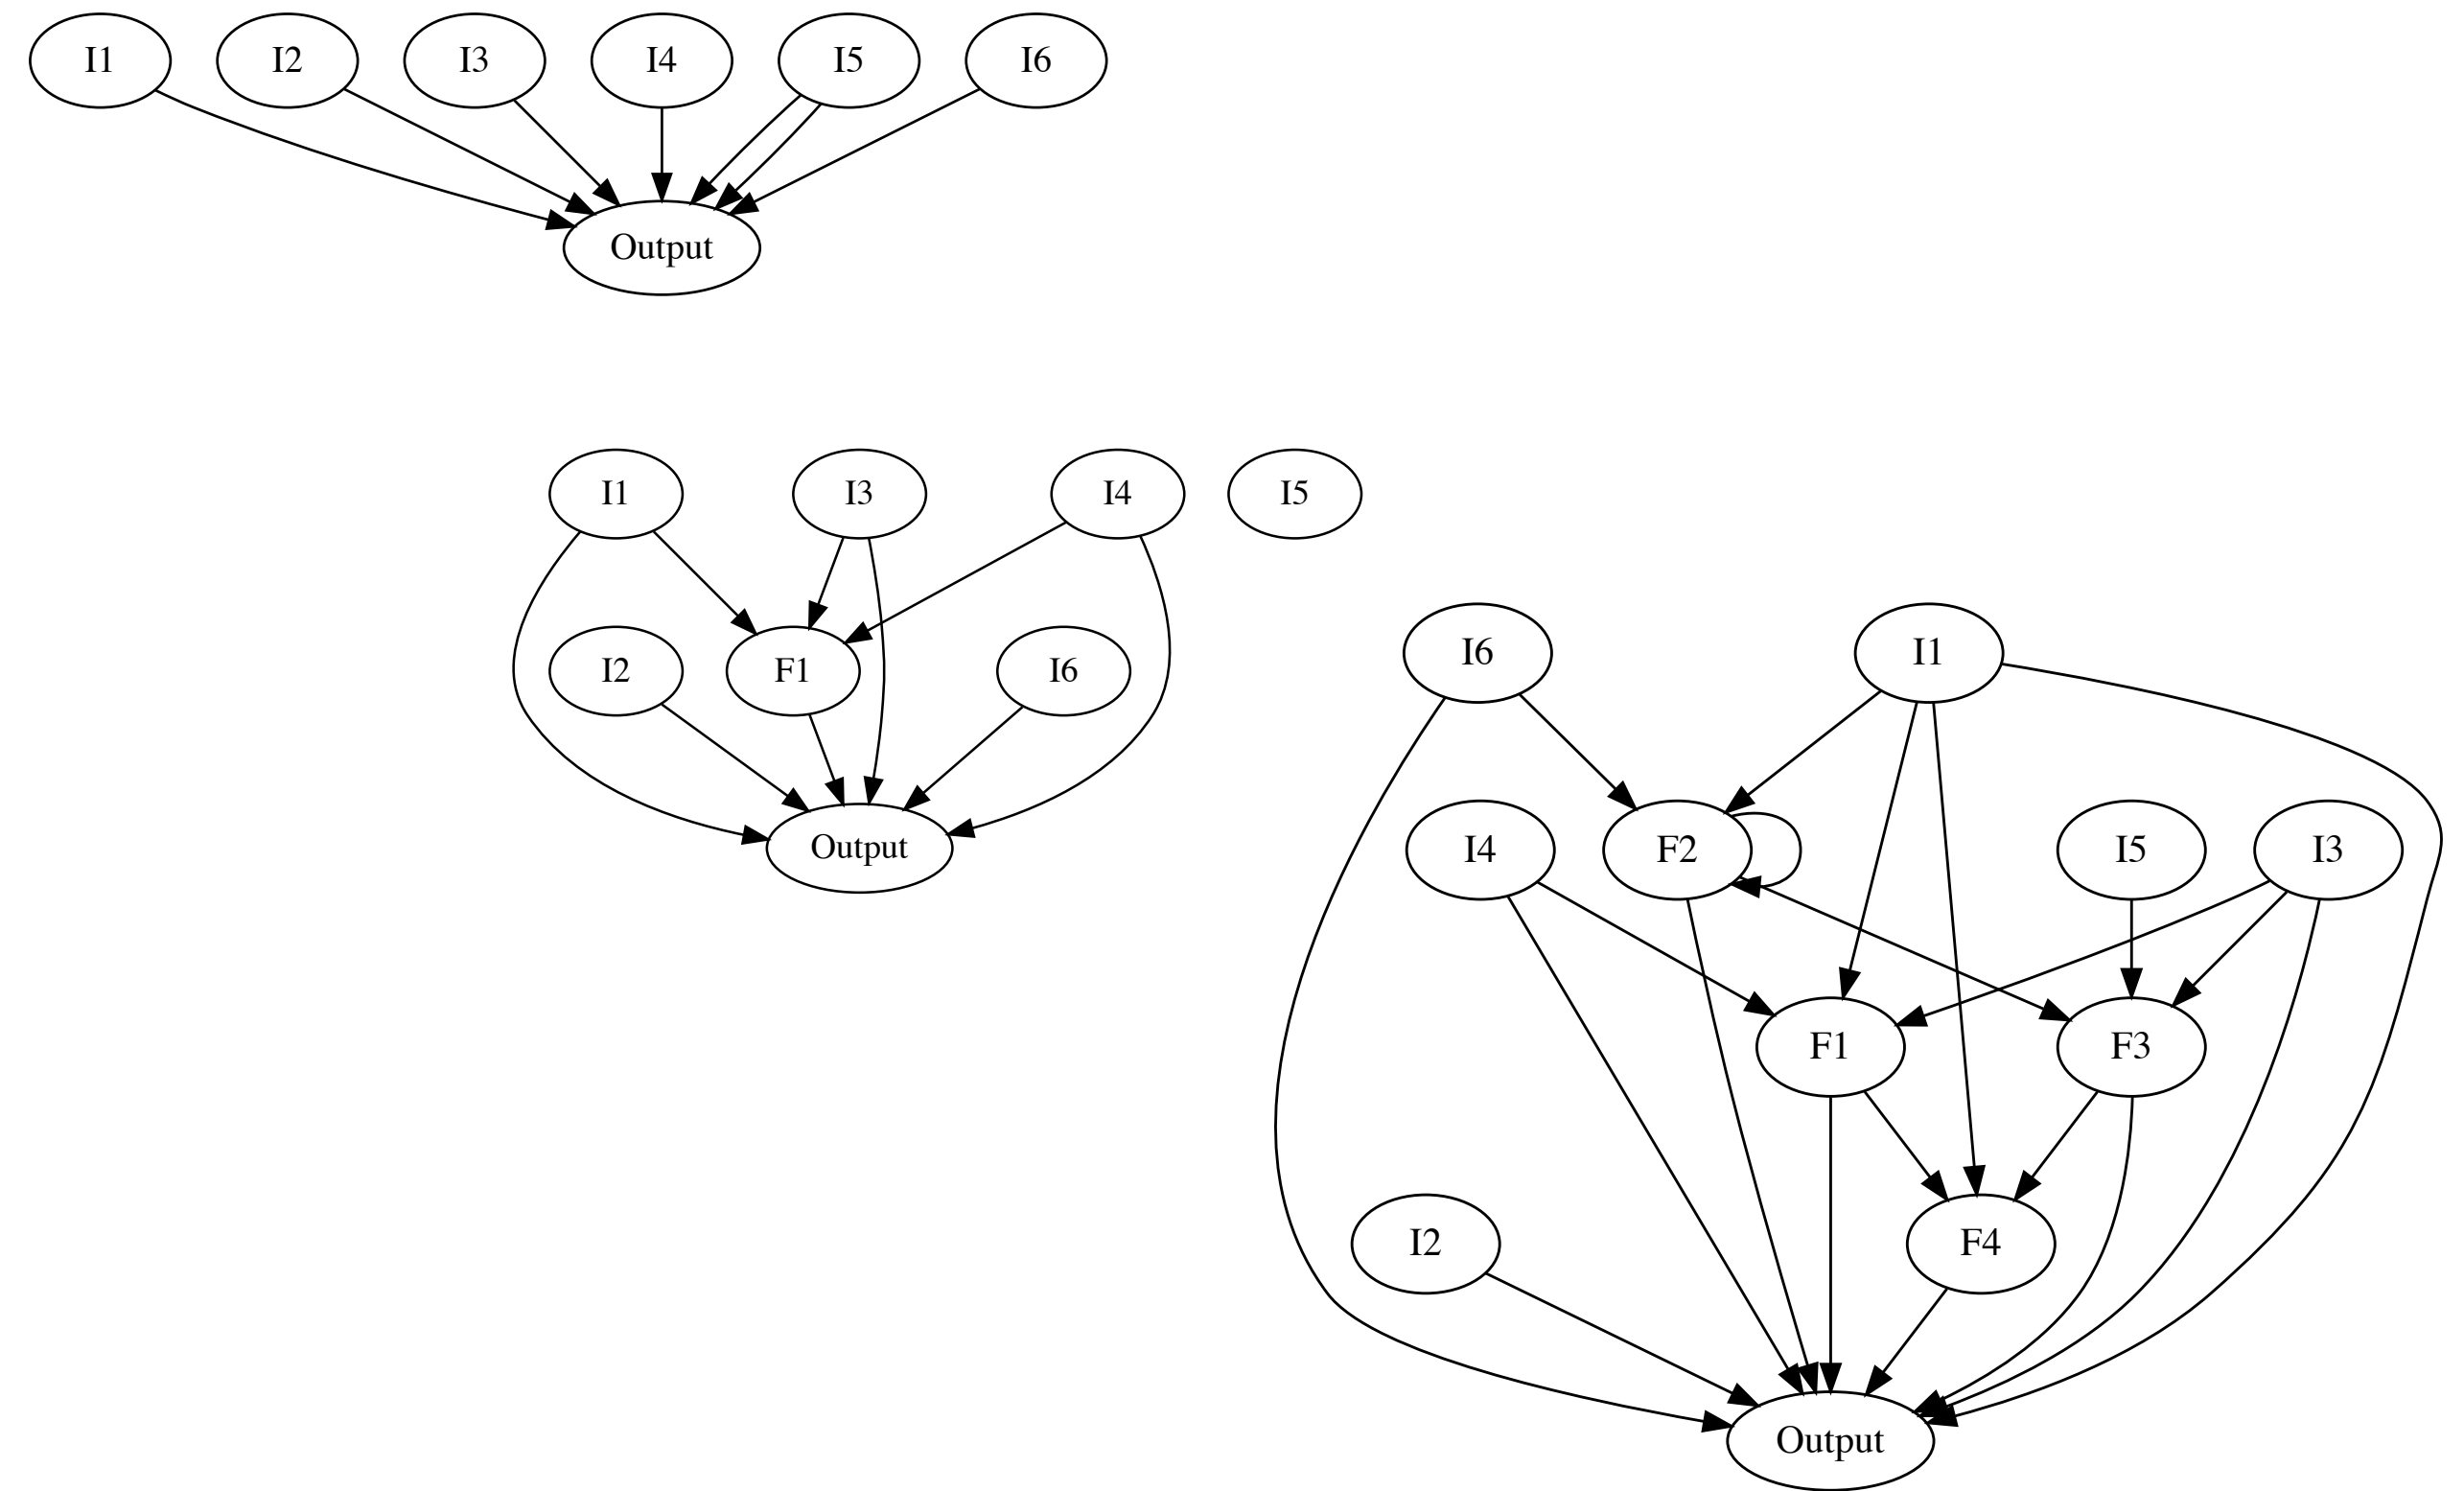 I1 I2 I3 I4 I5 I6
Output
I1 I3 I4 I5
I2 F1 I6
Output
I6 I1
I4 F2 I5 I3
F1 F3
I2 F4
Output